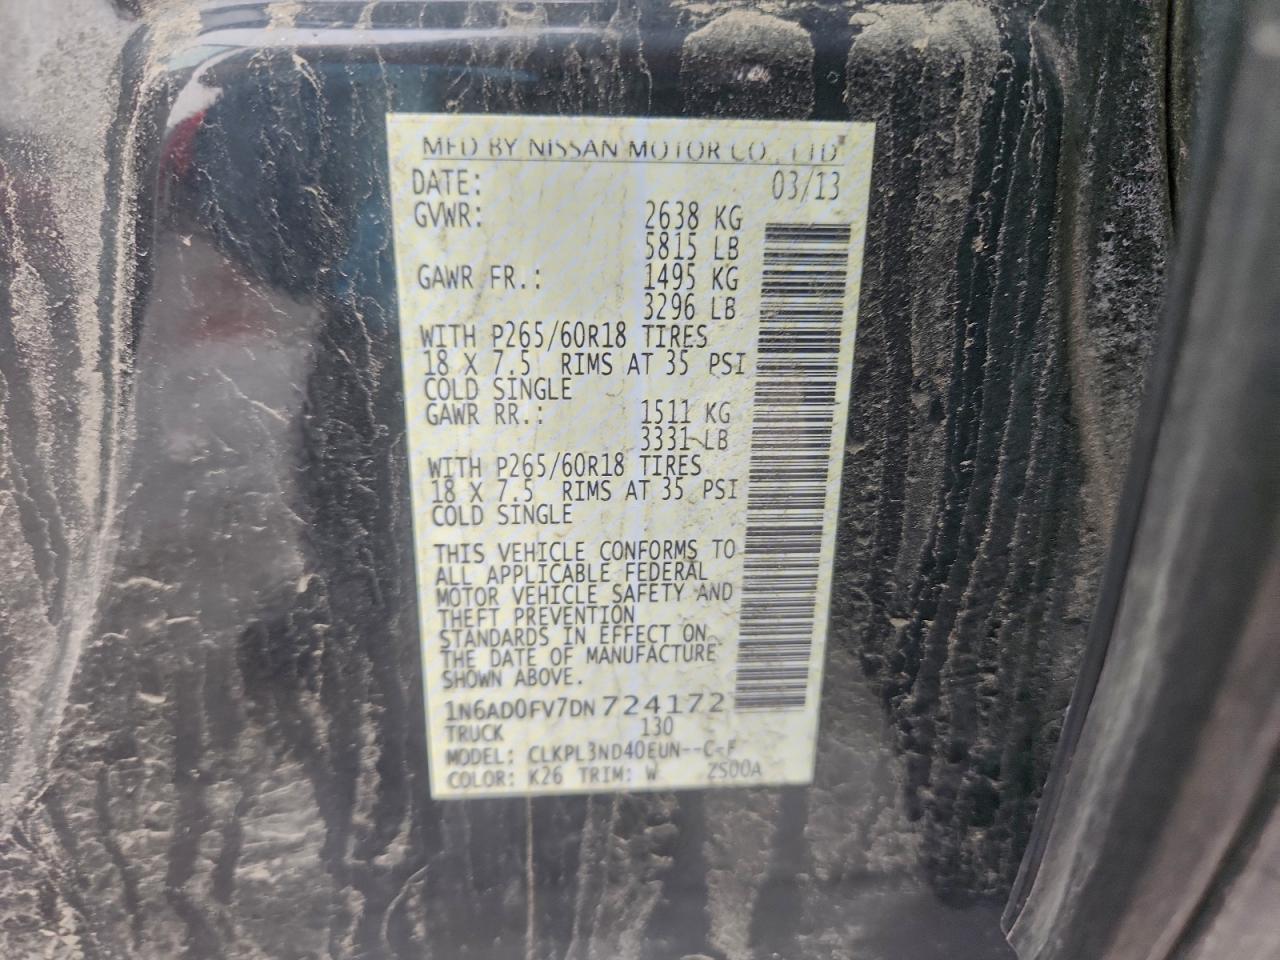 MFD BY NISSAN MOTOR CO., LTD
DATE: 03/13
GVWR: 2638 KG
5815 LB
GAWR FR.: 1495 KG
3296 LB
WITH P265/60R18 TIRES
18 X 7.5 RIMS AT 35 PSI
COLD SINGLE
GAWR RR.: 1511 KG
3331 LB
WITH P265/60R18 TIRES
18 X 7.5 RIMS AT 35 PSI
COLD SINGLE
THIS VEHICLE CONFORMS TO
ALL APPLICABLE FEDERAL
MOTOR VEHICLE SAFETY AND
THEFT PREVENTION
STANDARDS IN EFFECT ON
THE DATE OF MANUFACTURE
SHOWN ABOVE.
1N6AD0FV7DN724172
TRUCK 130
MODEL: CLKPL3ND40EUN--C-F
COLOR: K26 TRIM: W ZS00A